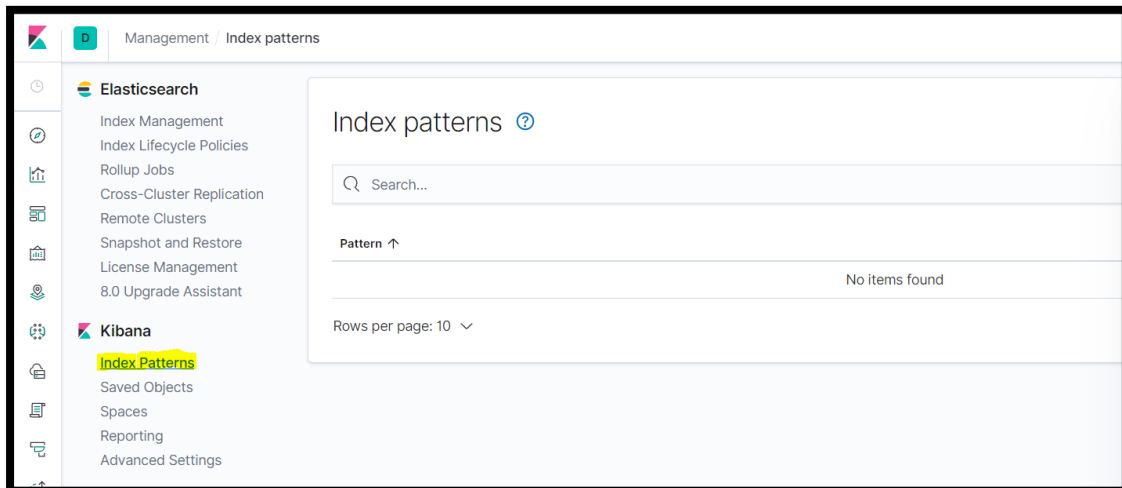 D
Management / Index patterns
Elasticsearch
Index Management
Index Lifecycle Policies
Rollup Jobs
Cross-Cluster Replication
Remote Clusters
Snapshot and Restore
License Management
8.0 Upgrade Assistant
Kibana
Index Patterns
Saved Objects
Spaces
Reporting
Advanced Settings
Index patterns ?
Search...
Pattern ↑
No items found
Rows per page: 10